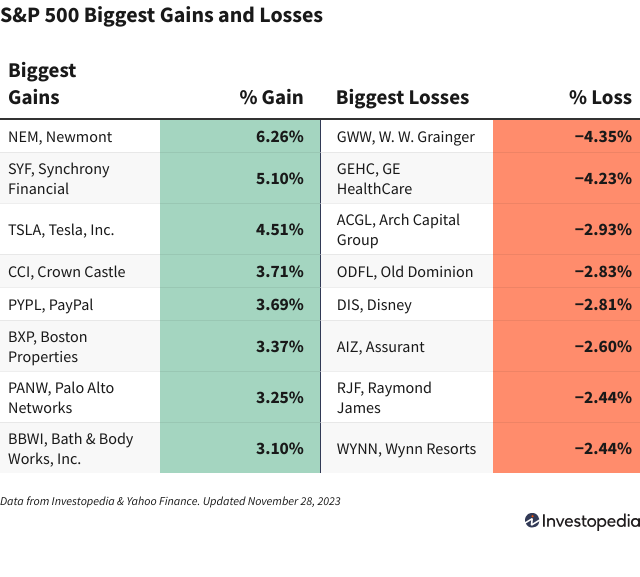 S&P 500 Biggest Gains and Losses
Biggest
Gains
% Gain
Biggest Losses
% Loss
NEM, Newmont
6.26%
GWW, W. W. Grainger
−4.35%
SYF, Synchrony
Financial
5.10%
GEHC, GE
HealthCare
−4.23%
TSLA, Tesla, Inc.
4.51%
ACGL, Arch Capital
Group
−2.93%
CCI, Crown Castle
3.71%
ODFL, Old Dominion
−2.83%
PYPL, PayPal
3.69%
DIS, Disney
−2.81%
BXP, Boston
Properties
3.37%
AIZ, Assurant
−2.60%
PANW, Palo Alto
Networks
3.25%
RJF, Raymond
James
−2.44%
BBWI, Bath & Body
Works, Inc.
3.10%
WYNN, Wynn Resorts
−2.44%
Data from Investopedia & Yahoo Finance. Updated November 28, 2023
Investopedia